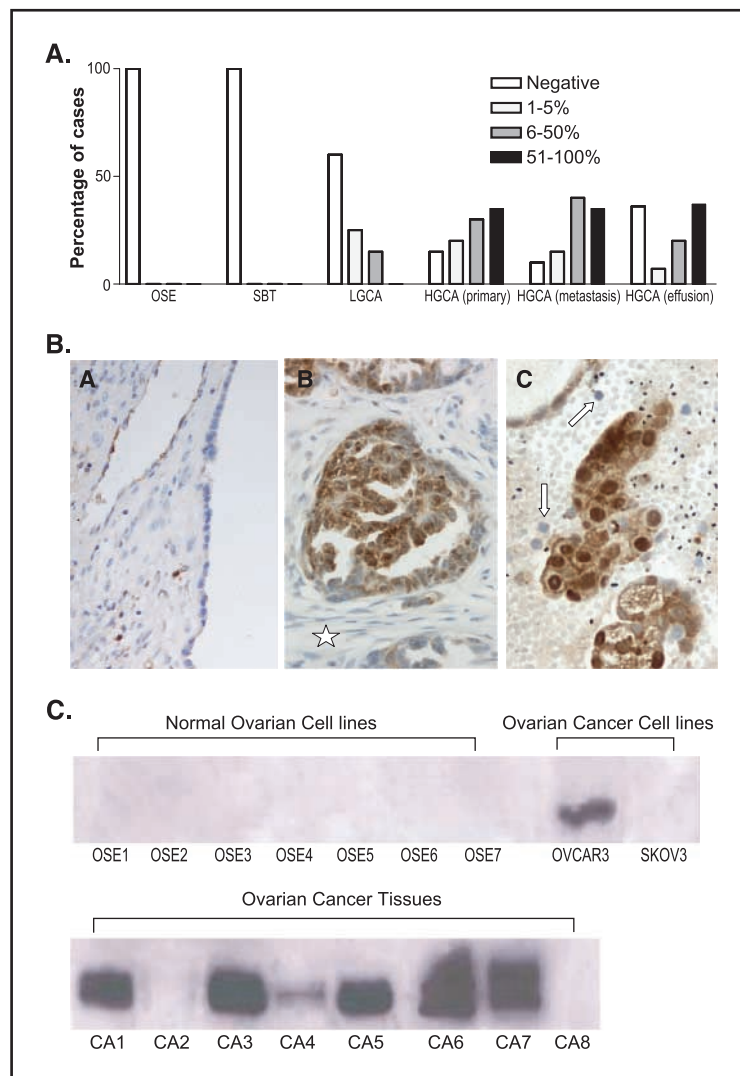 A.
Percentage of cases
100
50
0
Negative
1-5%
6-50%
51-100%
OSE SBT LGCA HGCA (primary) HGCA (metastasis) HGCA (effusion)
B.
A B C
C.
Normal Ovarian Cell lines Ovarian Cancer Cell lines
OSE1 OSE2 OSE3 OSE4 OSE5 OSE6 OSE7 OVCAR3 SKOV3
Ovarian Cancer Tissues
CA1 CA2 CA3 CA4 CA5 CA6 CA7 CA8